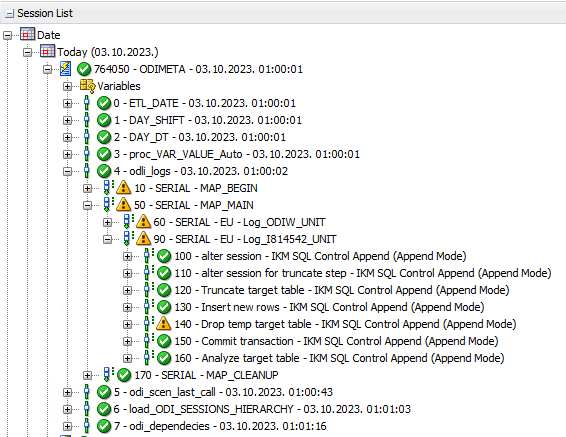 Session List
Date
Today (03.10.2023.)
764050 - ODIMETA - 03.10.2023. 01:00:01
Variables
0 - ETL_DATE - 03.10.2023. 01:00:01
1 - DAY_SHIFT - 03.10.2023. 01:00:01
2 - DAY_DT - 03.10.2023. 01:00:01
3 - proc_VAR_VALUE_Auto - 03.10.2023. 01:00:01
4 - odli_logs - 03.10.2023. 01:00:02
10 - SERIAL - MAP_BEGIN
50 - SERIAL - MAP_MAIN
60 - SERIAL - EU - Log_ODIW_UNIT
90 - SERIAL - EU - Log_I814542_UNIT
100 - alter session - IKM SQL Control Append (Append Mode)
110 - alter session for truncate step - IKM SQL Control Append (Append Mode)
120 - Truncate target table - IKM SQL Control Append (Append Mode)
130 - Insert new rows - IKM SQL Control Append (Append Mode)
140 - Drop temp target table - IKM SQL Control Append (Append Mode)
150 - Commit transaction - IKM SQL Control Append (Append Mode)
160 - Analyze target table - IKM SQL Control Append (Append Mode)
170 - SERIAL - MAP_CLEANUP
5 - odi_scen_last_call - 03.10.2023. 01:00:43
6 - load_ODI_SESSIONS_HIERARCHY - 03.10.2023. 01:01:03
7 - odi_dependecies - 03.10.2023. 01:01:16